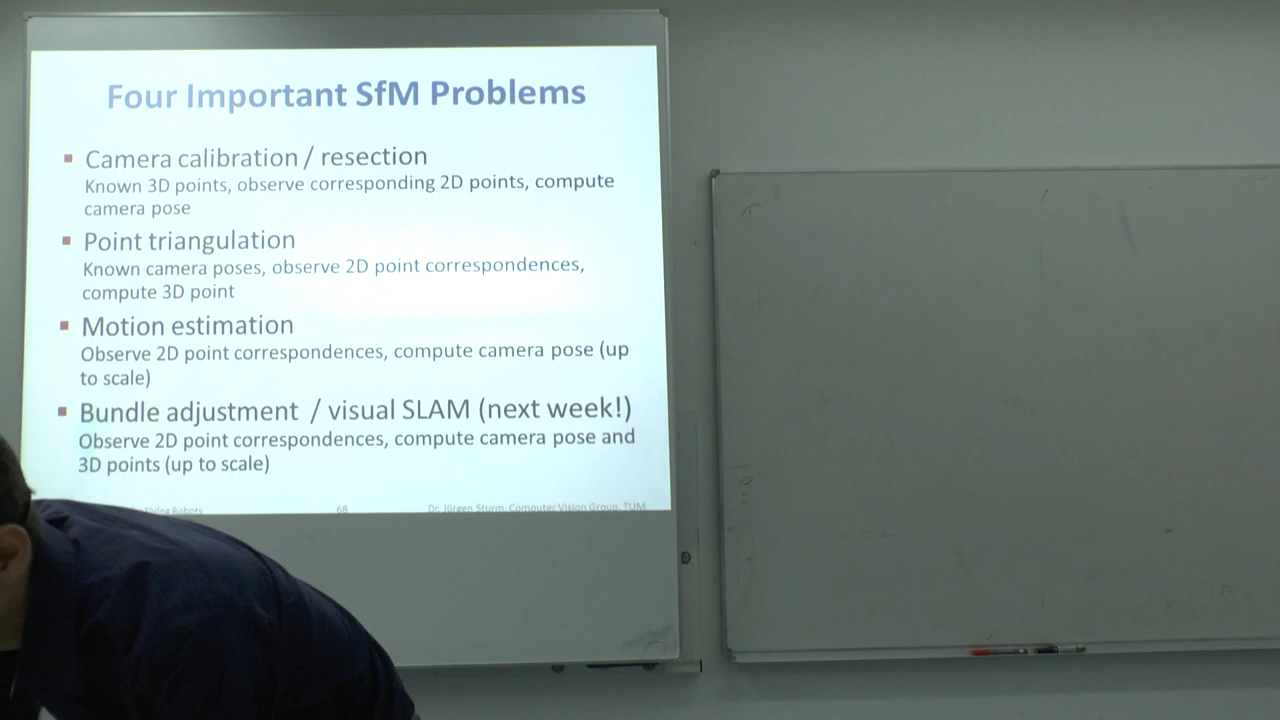 Four Important SfM Problems
Camera calibration / resection
Known 3D points, observe corresponding 2D points, compute
camera pose
Point triangulation
Known camera poses, observe 2D point correspondences,
compute 3D point
Motion estimation
Observe 2D point correspondences, compute camera pose (up
to scale)
Bundle adjustment / visual SLAM (next week!)
Observe 2D point correspondences, compute camera pose and
3D points (up to scale)
Flying Robots 68 Dr. Jürgen Sturm, Computer Vision Group, TUM